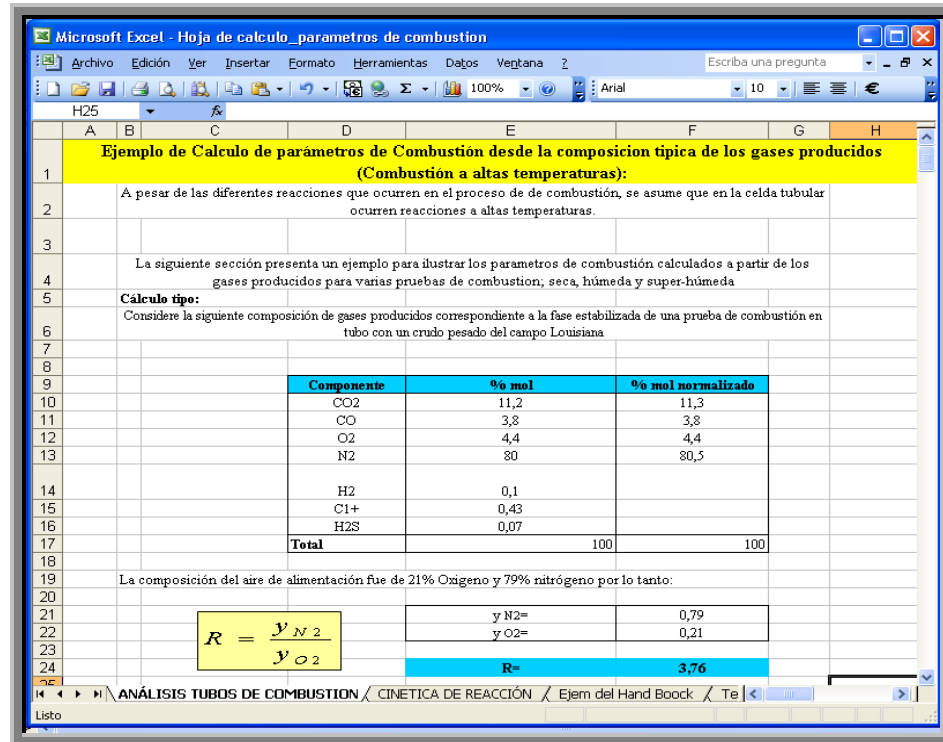 Microsoft Excel - Hoja de calculo_parametros de combustion
Archivo Edición Ver Insertar Formato Herramientas Datos Ventana ? Escriba una pregunta
100% Arial 10
H25 fx
A B C D E F G H
1 Ejemplo de Calculo de parámetros de Combustión desde la composicion tipica de los gases producidos
(Combustión a altas temperaturas):
2 A pesar de las diferentes reacciones que ocurren en el proceso de de combustión, se asume que en la celda tubular
ocurren reacciones a altas temperaturas.
3
4 La siguiente sección presenta un ejemplo para ilustrar los parametros de combustión calculados a partir de los
gases producidos para varias pruebas de combustion; seca, húmeda y super-húmeda
5 Cálculo tipo:
6 Considere la siguiente composición de gases producidos correspondiente a la fase estabilizada de una prueba de combustión en
tubo con un crudo pesado del campo Louisiana
7
8
9 Componente % mol % mol normalizado
10 CO2 11,2 11,3
11 CO 3,8 3,8
12 O2 4,4 4,4
13 N2 80 80,5
14 H2 0,1
15 C1+ 0,43
16 H2S 0,07
17 Total 100 100
18
19 La composición del aire de alimentación fue de 21% Oxigeno y 79% nitrógeno por lo tanto:
20
21 y N2= 0,79
22 y O2= 0,21
R = y N 2 / y O 2
23
24 R= 3,76
25
ANÁLISIS TUBOS DE COMBUSTION CINETICA DE REACCIÓN Ejem del Hand Boock Te
Listo